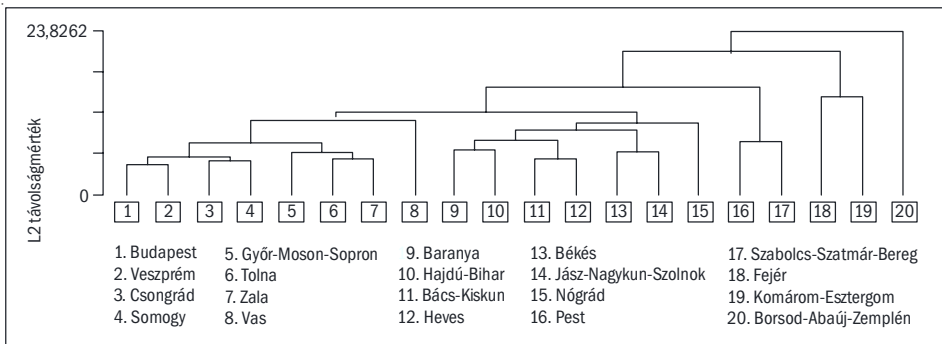 23,8262
L2 távolságmérték
0
1 2 3 4 5 6 7 8 9 10 11 12 13 14 15 16 17 18 19 20
1. Budapest
2. Veszprém
3. Csongrád
4. Somogy
5. Győr-Moson-Sopron
6. Tolna
7. Zala
8. Vas
9. Baranya
10. Hajdú-Bihar
11. Bács-Kiskun
12. Heves
13. Békés
14. Jász-Nagykun-Szolnok
15. Nógrád
16. Pest
17. Szabolcs-Szatmár-Bereg
18. Fejér
19. Komárom-Esztergom
20. Borsod-Abaúj-Zemplén